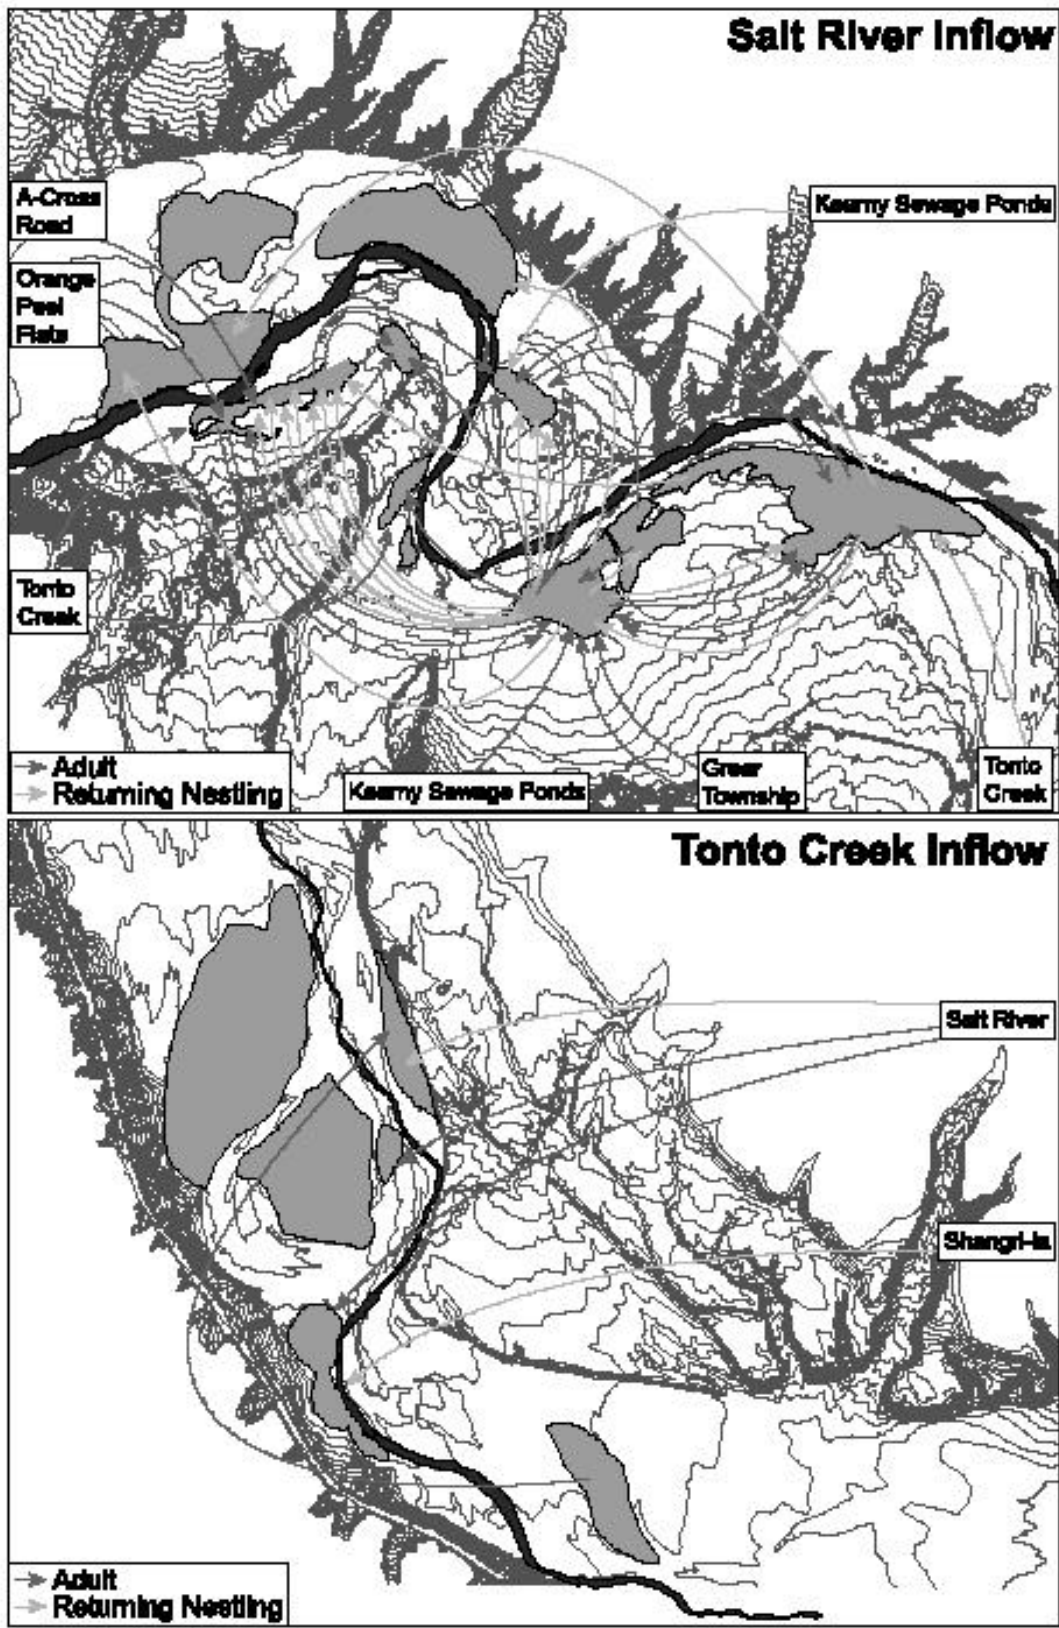 Salt River Inflow
A-Cross
Road
Kearny Sewage Ponds
Orange
Peel
Flats
Tonto
Creek
Adult
Returning Nestling
Kearny Sewage Ponds
Greer
Township
Tonto
Creek
Tonto Creek Inflow
Salt River
Shangri-la
Adult
Returning Nestling